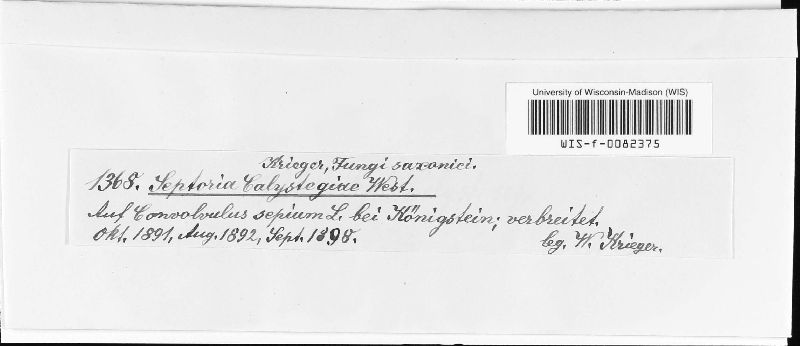 University of Wisconsin-Madison (WIS)
WIS-f-0082375
Krieger, Fungi saxonici.
1368. Septoria Calystegiae West.
Auf Convolvulus sepium L. bei Königstein; verbreitet.
Okt. 1891, Aug. 1892, Sept. 1898.
leg. W. Krieger.